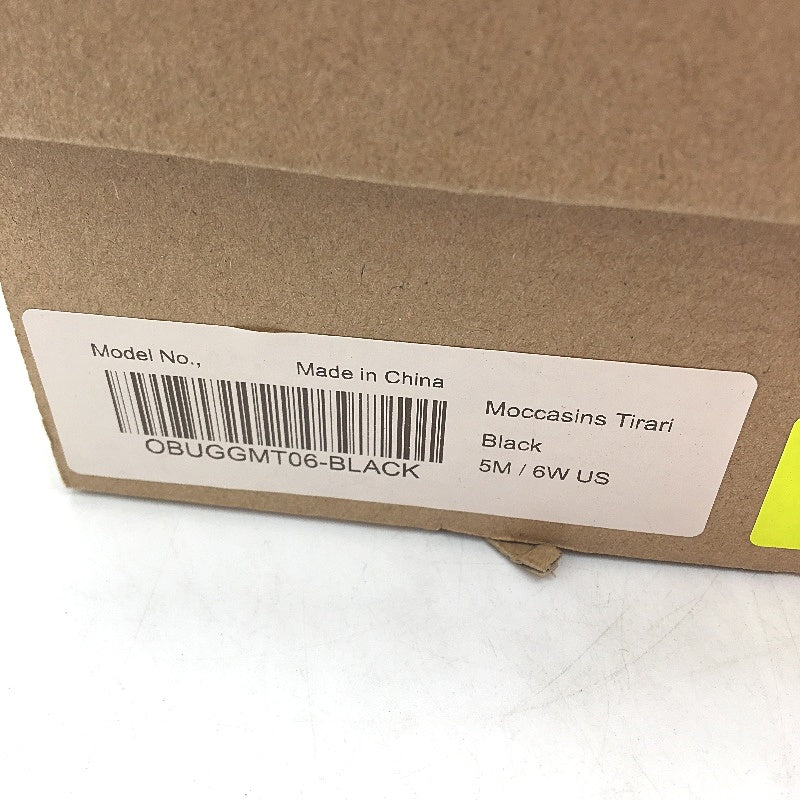 Model No.,
Made in China
OBUGGMT06-BLACK
Moccasins Tirari
Black
5M / 6W US